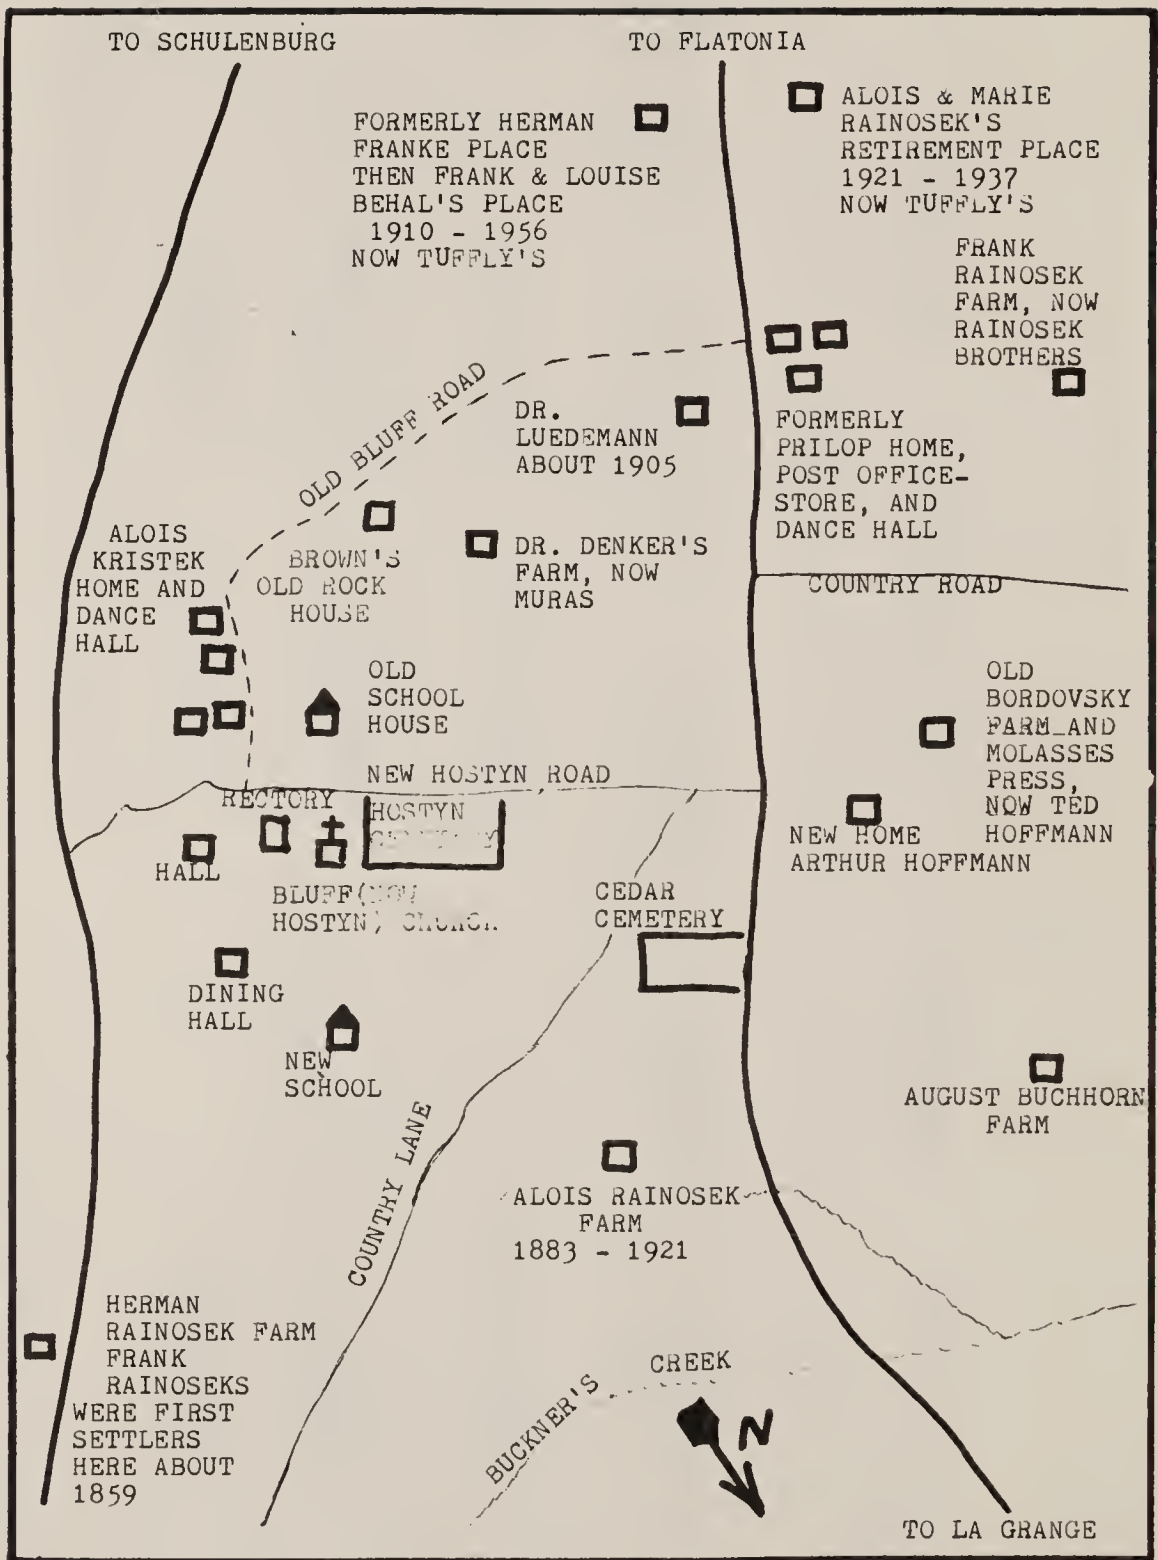 TO SCHULENBURG
TO FLATONIA
FORMERLY HERMAN
FRANKE PLACE
THEN FRANK & LOUISE
BEHAL'S PLACE
1910 - 1956
NOW TUFFLY'S
ALOIS & MARIE
RAINOSEK'S
RETIREMENT PLACE
1921 - 1937
NOW TUFFLY'S
FRANK
RAINOSEK
FARM, NOW
RAINOSEK
BROTHERS
OLD BLUFF ROAD
DR.
LUEDEMANN
ABOUT 1905
FORMERLY
PRILOP HOME,
POST OFFICE-
STORE, AND
DANCE HALL
ALOIS
KRISTEK
HOME AND
DANCE
HALL
BROWN'S
OLD ROCK
HOUSE
DR. DENKER'S
FARM, NOW
MURAS
COUNTRY ROAD
OLD
SCHOOL
HOUSE
OLD
BORDOVSKY
FARM AND
MOLASSES
PRESS,
NOW TED
HOFFMANN
NEW HOSTYN ROAD
RECTORY
HOSTYN
CEMETERY
HALL
BLUFF (NOW
HOSTYN) CHURCH
NEW HOME
ARTHUR HOFFMANN
CEDAR
CEMETERY
DINING
HALL
NEW
SCHOOL
AUGUST BUCHHORN
FARM
COUNTRY LANE
ALOIS RAINOSEK
FARM
1883 - 1921
HERMAN
RAINOSEK FARM
FRANK
RAINOSEKS
WERE FIRST
SETTLERS
HERE ABOUT
1859
BUCKNER'S CREEK
N
TO LA GRANGE